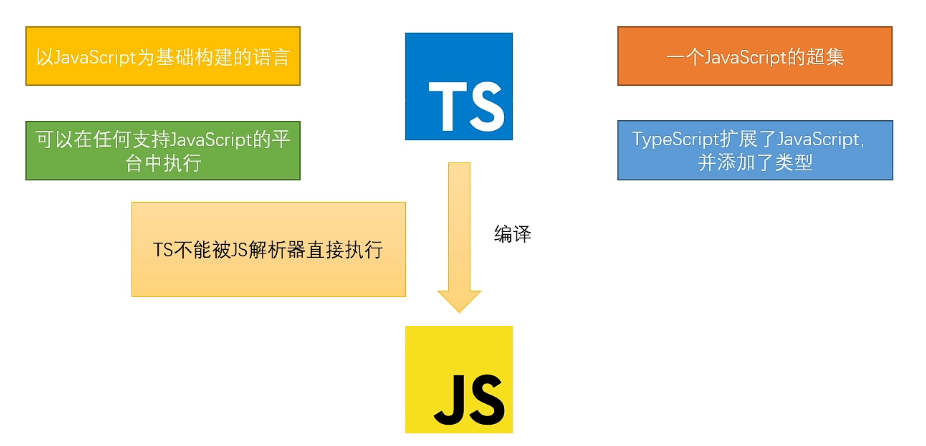 以JavaScript为基础构建的语言
TS
一个JavaScript的超集
可以在任何支持JavaScript的平
台中执行
TypeScript扩展了JavaScript,
并添加了类型
TS不能被JS解析器直接执行
编译
JS